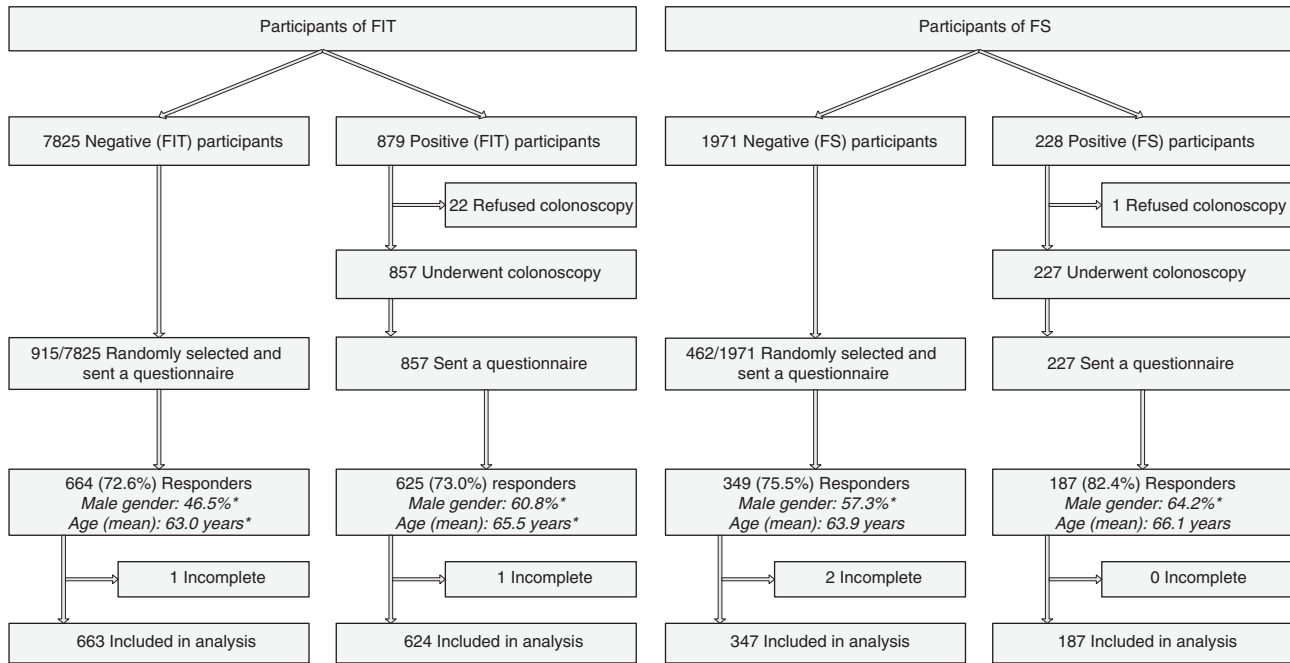 Participants of FIT
Participants of FS
7825 Negative (FIT) participants
879 Positive (FIT) participants
1971 Negative (FS) participants
228 Positive (FS) participants
22 Refused colonoscopy
1 Refused colonoscopy
857 Underwent colonoscopy
227 Underwent colonoscopy
915/7825 Randomly selected and
sent a questionnaire
857 Sent a questionnaire
462/1971 Randomly selected and
sent a questionnaire
227 Sent a questionnaire
664 (72.6%) Responders
Male gender: 46.5%*
Age (mean): 63.0 years*
625 (73.0%) responders
Male gender: 60.8%*
Age (mean): 65.5 years*
349 (75.5%) Responders
Male gender: 57.3%*
Age (mean): 63.9 years
187 (82.4%) Responders
Male gender: 64.2%*
Age (mean): 66.1 years
1 Incomplete
1 Incomplete
2 Incomplete
0 Incomplete
663 Included in analysis
624 Included in analysis
347 Included in analysis
187 Included in analysis